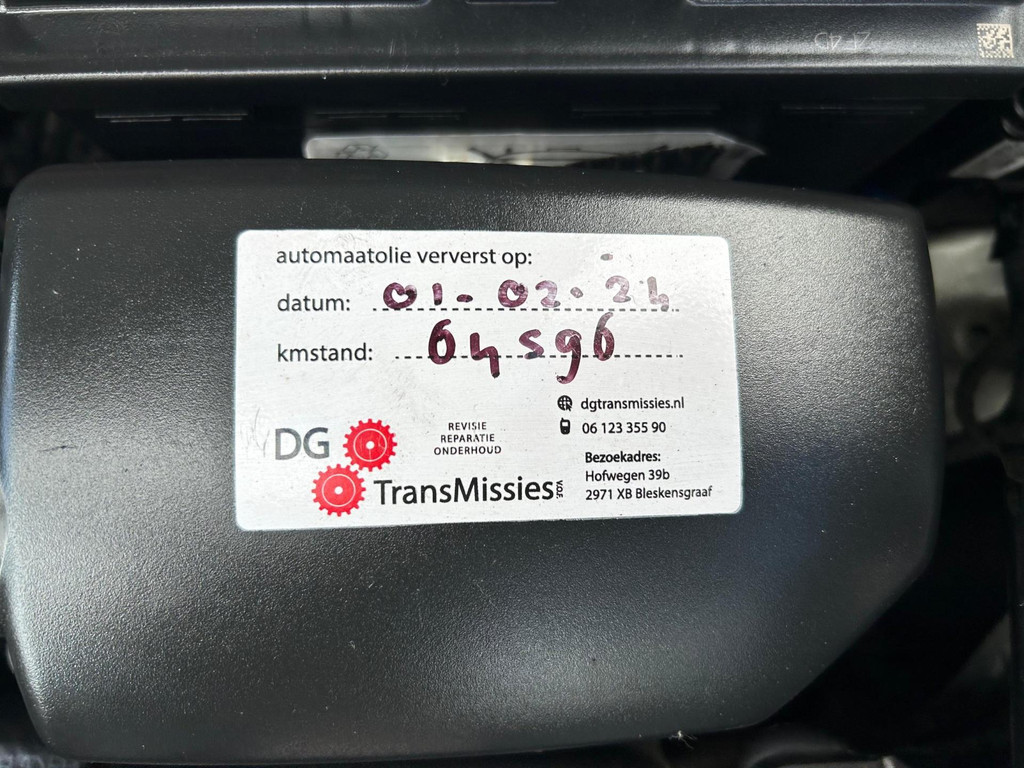 automaatolie ververst op:
datum: 01-02-24
kmstand: 64596
dgtransmissies.nl
06 123 355 90
REVISIE
REPARATIE
ONDERHOUD
DG
TransMissies v.o.f.
Bezoekadres:
Hofwegen 39b
2971 XB Bleskensgraaf